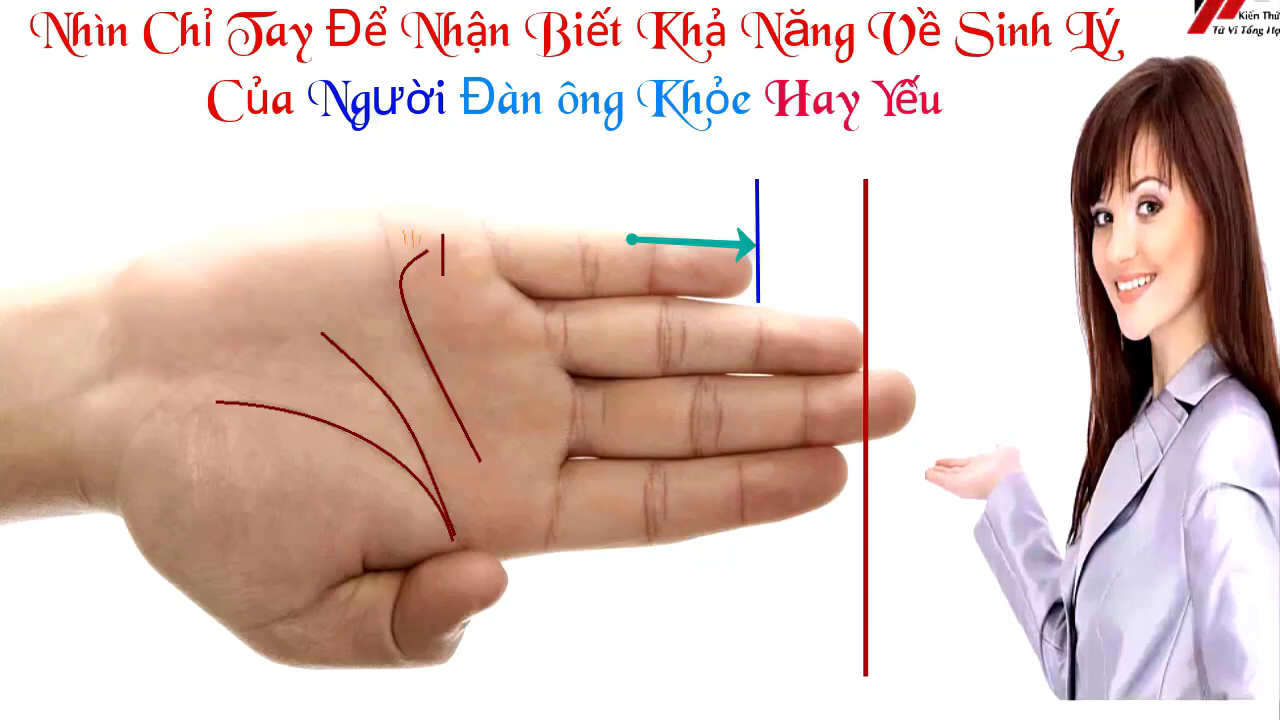 Nhìn Chỉ Tay Để Nhận Biết Khả Năng Về Sinh Lý
Của Người Đàn ông Khỏe Hay Yếu
Kiến Thứ
Tử Vi Tổng Hợ